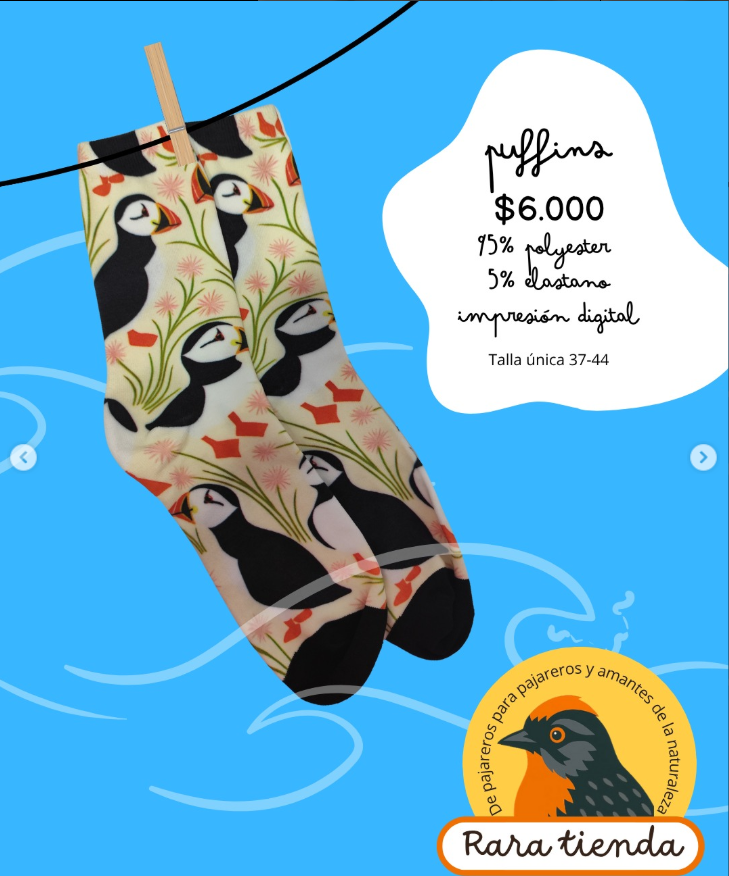 puffins
$6.000
95% polyester
5% elastano
impresión digital
Talla única 37-44
De pajareros para pajareros y amantes de la naturaleza
Rara tienda